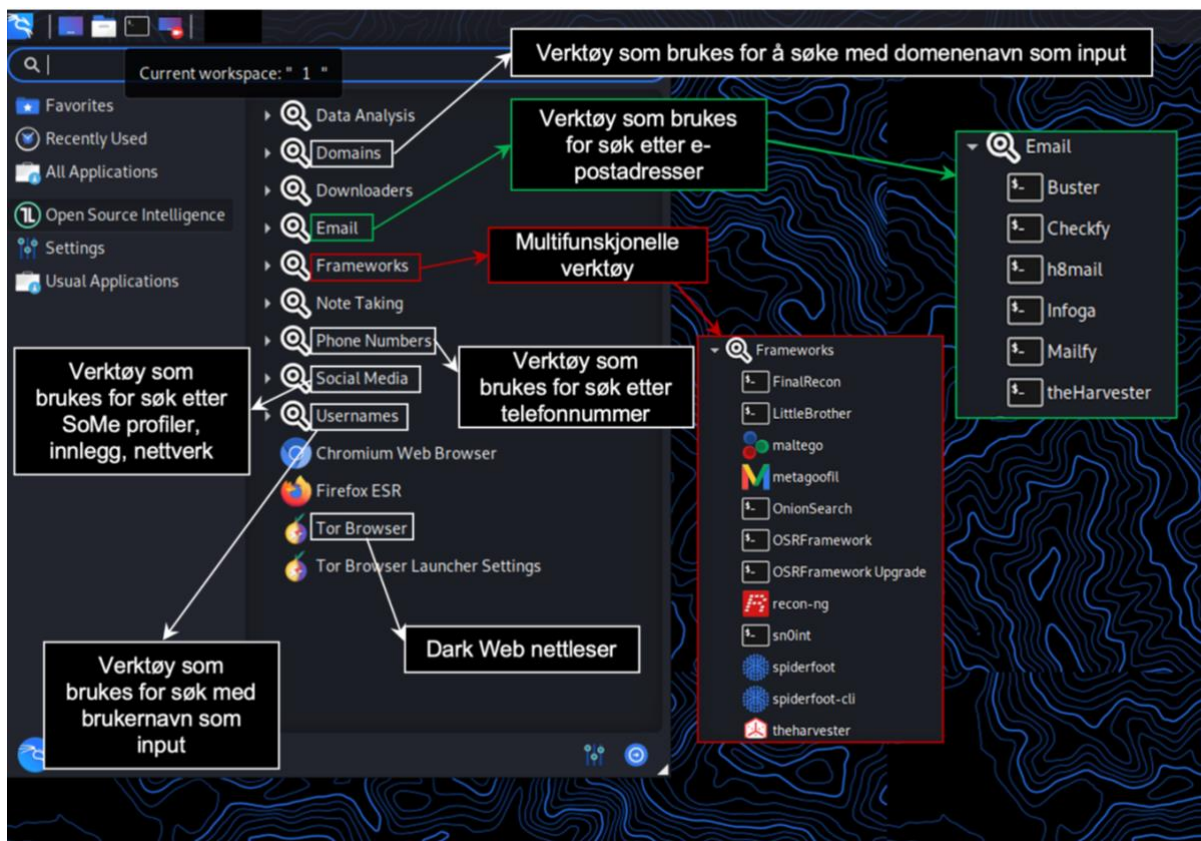 Verktøy som brukes for å søke med domenenavn som input
Current workspace: " 1 "
Favorites
Recently Used
All Applications
Open Source Intelligence
Settings
Usual Applications
Data Analysis
Domains
Downloaders
Email
Frameworks
Note Taking
Phone Numbers
Social Media
Usernames
Chromium Web Browser
Firefox ESR
Tor Browser
Tor Browser Launcher Settings
Verktøy som brukes
for søk etter e-
postadresser
Multifunskjonelle
verktøy
Verktøy som
brukes for søk etter
telefonnummer
Verktøy som
brukes for søk etter
SoMe profiler,
innlegg, nettverk
Verktøy som
brukes for søk med
brukernavn som
input
Dark Web nettleser
Frameworks
FinalRecon
LittleBrother
maltego
metagoofil
OnionSearch
OSRFramework
OSRFramework Upgrade
recon-ng
sn0int
spiderfoot
spiderfoot-cli
theharvester
Email
Buster
Checkfy
h8mail
Infoga
Mailfy
theHarvester